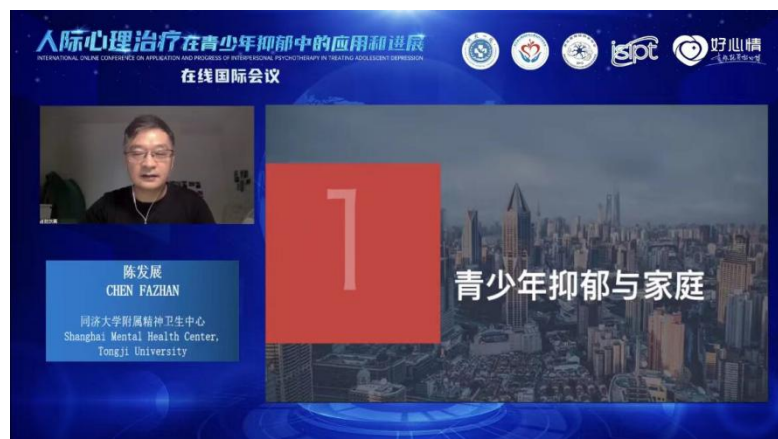 人际心理治疗在青少年抑郁中的应用和进展
INTERNATIONAL ONLINE CONFERENCE ON APPLICATION AND PROGRESS OF INTERPERSONAL PSYCHOTHERAPY IN TREATING ADOLESCENT DEPRESSION
在线国际会议
isipt
好心情
1
青少年抑郁与家庭
陈发展
CHEN FAZHAN
同济大学附属精神卫生中心
Shanghai Mental Health Center,
Tongji University